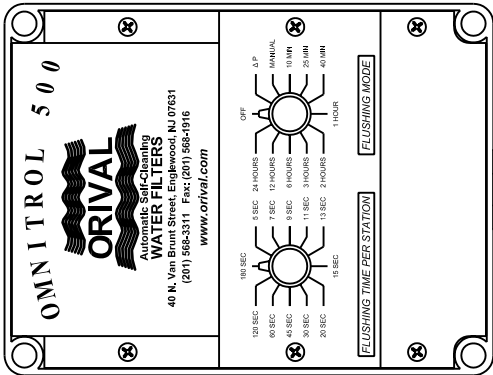 OMNITROL 500
ORIVAL
Automatic Self-Cleaning
WATER FILTERS
40 N. Van Brunt Street, Englewood, NJ 07631
(201) 568-3311 Fax: (201) 568-1916
www.orival.com
180 SEC
120 SEC
60 SEC
45 SEC
30 SEC
20 SEC
5 SEC
7 SEC
9 SEC
11 SEC
13 SEC
15 SEC
FLUSHING TIME PER STATION
OFF
24 HOURS
12 HOURS
6 HOURS
3 HOURS
2 HOURS
Δ P
MANUAL
10 MIN
25 MIN
40 MIN
1 HOUR
FLUSHING MODE